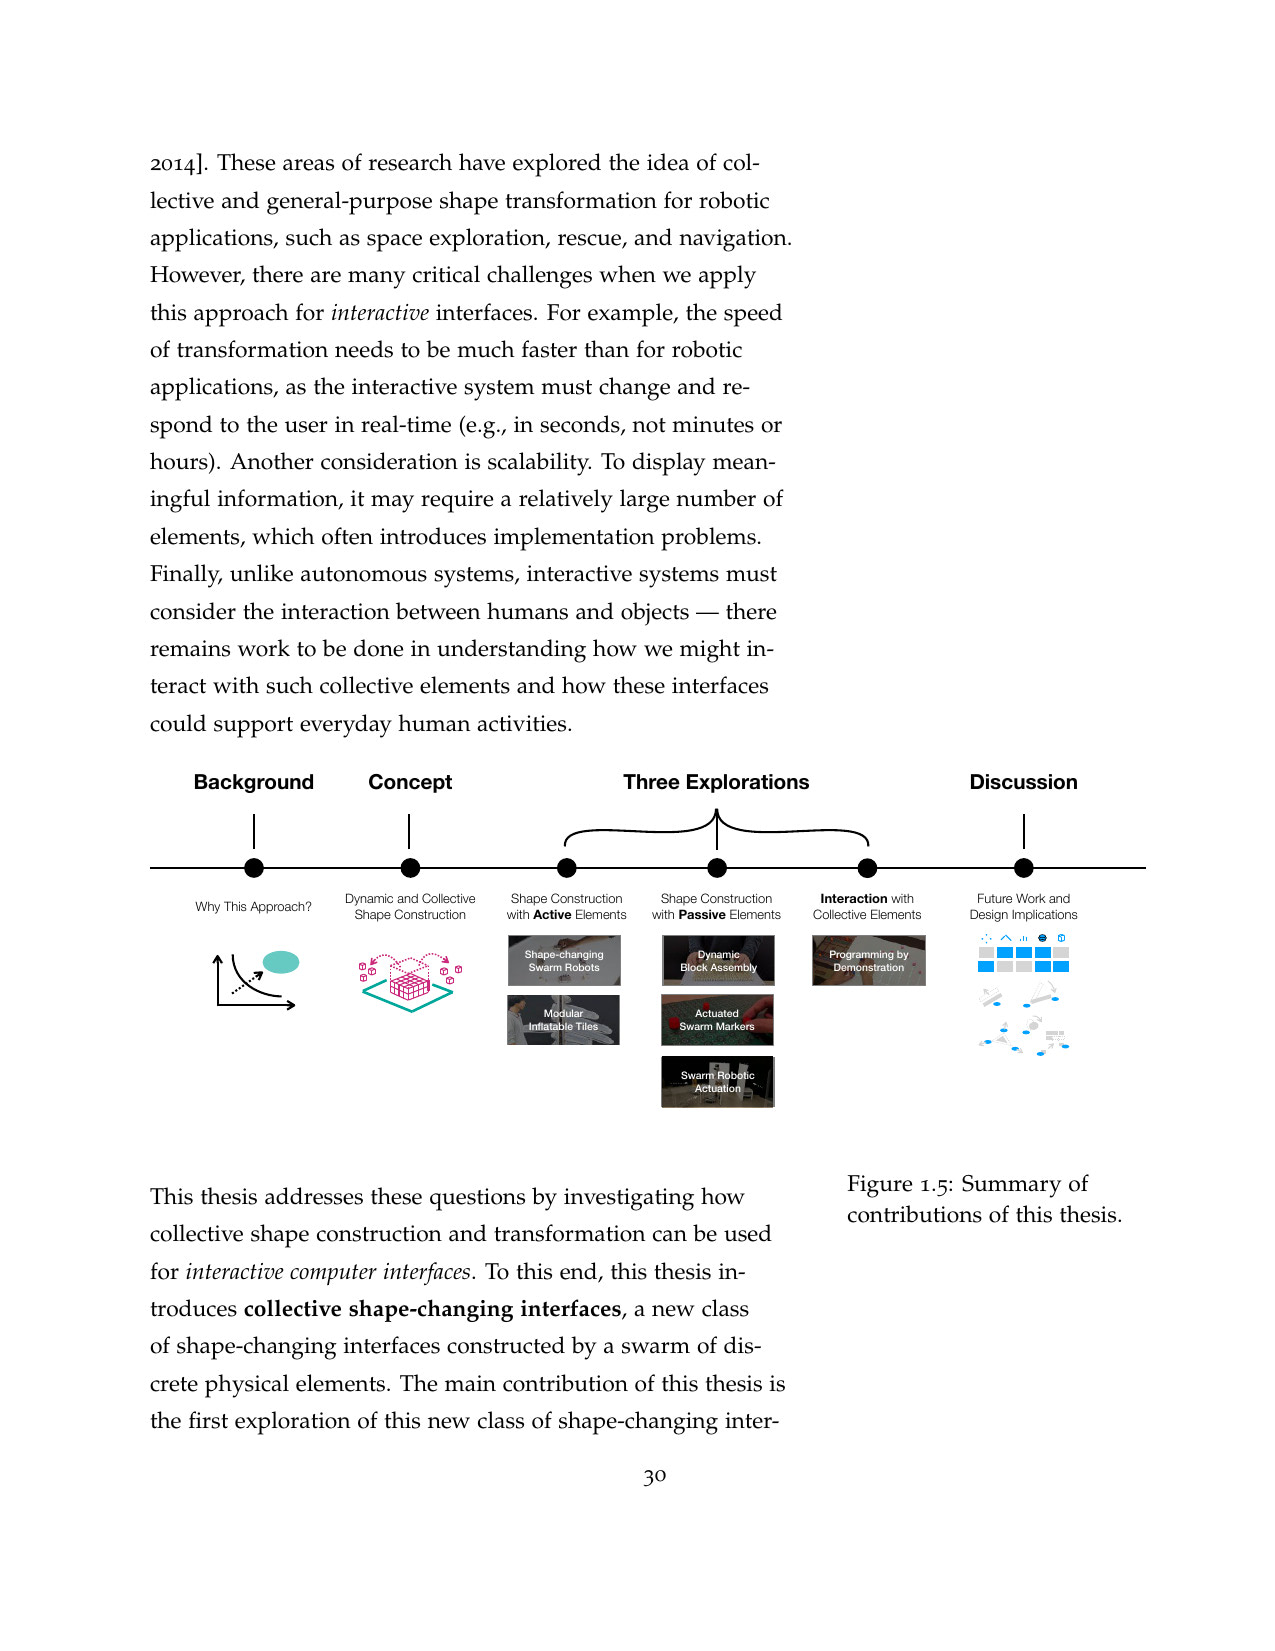 2014]. These areas of research have explored the idea of col-
lective and general-purpose shape transformation for robotic
applications, such as space exploration, rescue, and navigation.
However, there are many critical challenges when we apply
this approach for interactive interfaces. For example, the speed
of transformation needs to be much faster than for robotic
applications, as the interactive system must change and re-
spond to the user in real-time (e.g., in seconds, not minutes or
hours). Another consideration is scalability. To display mean-
ingful information, it may require a relatively large number of
elements, which often introduces implementation problems.
Finally, unlike autonomous systems, interactive systems must
consider the interaction between humans and objects — there
remains work to be done in understanding how we might in-
teract with such collective elements and how these interfaces
could support everyday human activities.
Background
Concept
Three Explorations
Discussion
Why This Approach?
Dynamic and Collective
Shape Construction
Shape Construction
with Active Elements
Shape-changing
Swarm Robots
Modular
Inflatable Tiles
Shape Construction
with Passive Elements
Dynamic
Block Assembly
Actuated
Swarm Markers
Swarm Robotic
Actuation
Interaction with
Collective Elements
Programming by
Demonstration
Future Work and
Design Implications
Figure 1.5: Summary of
contributions of this thesis.
This thesis addresses these questions by investigating how
collective shape construction and transformation can be used
for interactive computer interfaces. To this end, this thesis in-
troduces collective shape-changing interfaces, a new class
of shape-changing interfaces constructed by a swarm of dis-
crete physical elements. The main contribution of this thesis is
the first exploration of this new class of shape-changing inter-
30